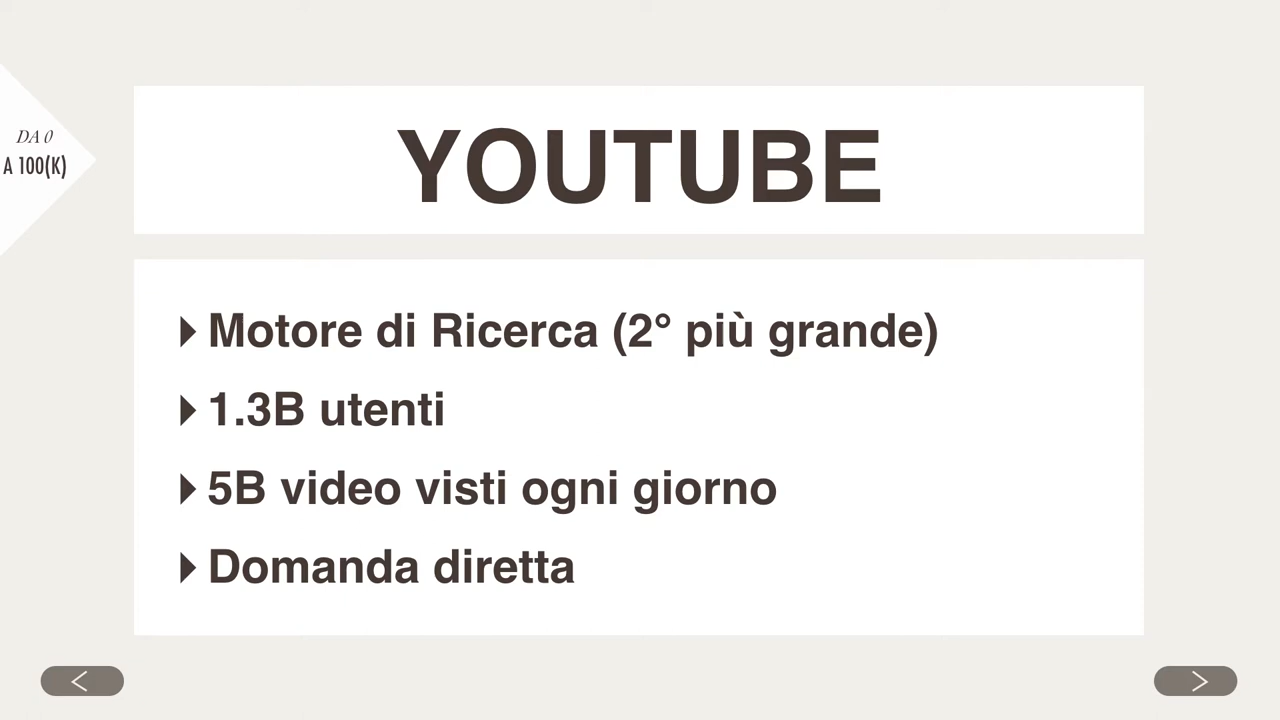 DA 0
A 100(K)
YOUTUBE
Motore di Ricerca (2° più grande)
1.3B utenti
5B video visti ogni giorno
Domanda diretta